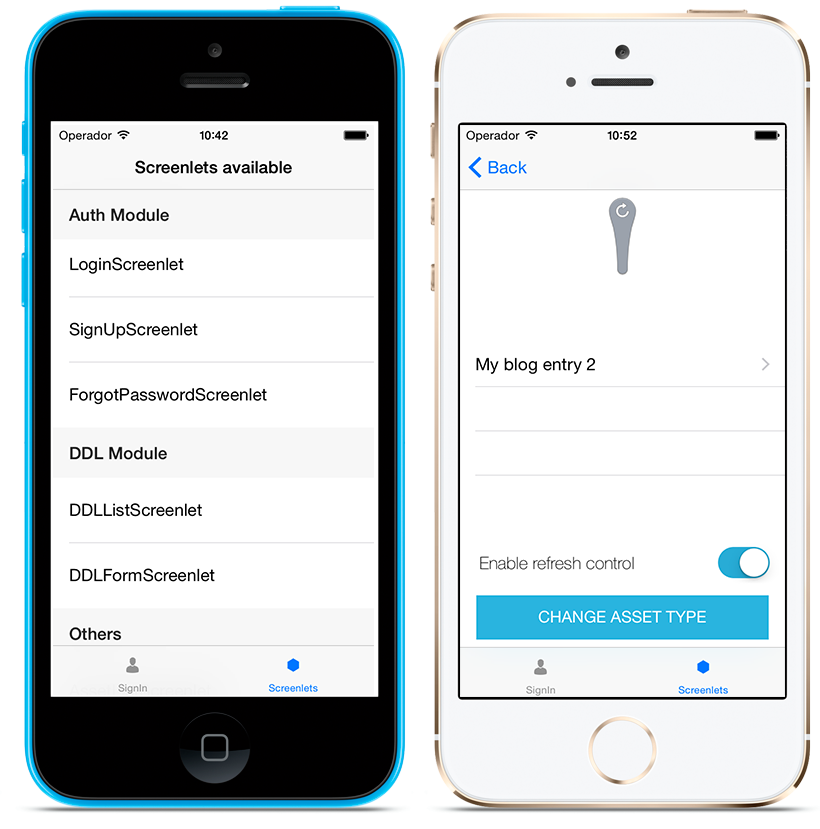 Operador 10:42
Screenlets available
Auth Module
LoginScreenlet
SignUpScreenlet
ForgotPasswordScreenlet
DDL Module
DDLListScreenlet
DDLFormScreenlet
Others
SignIn Screenlets
Operador 10:52
Back
My blog entry 2
Enable refresh control
CHANGE ASSET TYPE
SignIn Screenlets